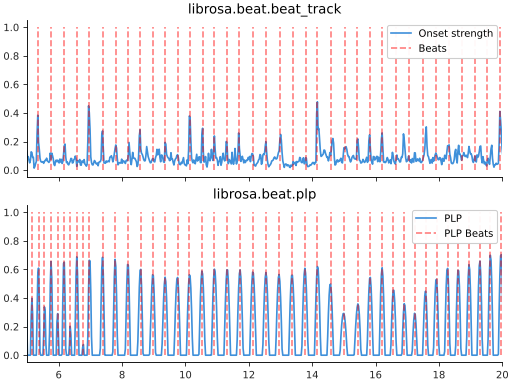 librosa.beat.beat_track
1.0
0.8
0.6
0.4
0.2
0.0
Onset strength
Beats
librosa.beat.plp
1.0
0.8
0.6
0.4
0.2
0.0
PLP
PLP Beats
6 8 10 12 14 16 18 20